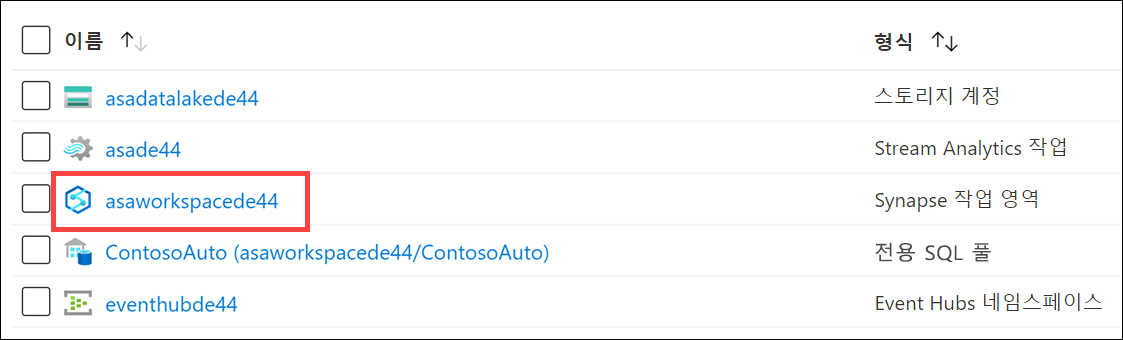 이름 ↑↓ 형식 ↑↓
asadatalakede44 스토리지 계정
asade44 Stream Analytics 작업
asaworkspacede44 Synapse 작업 영역
ContosoAuto (asaworkspacede44/ContosoAuto) 전용 SQL 풀
eventhubde44 Event Hubs 네임스페이스